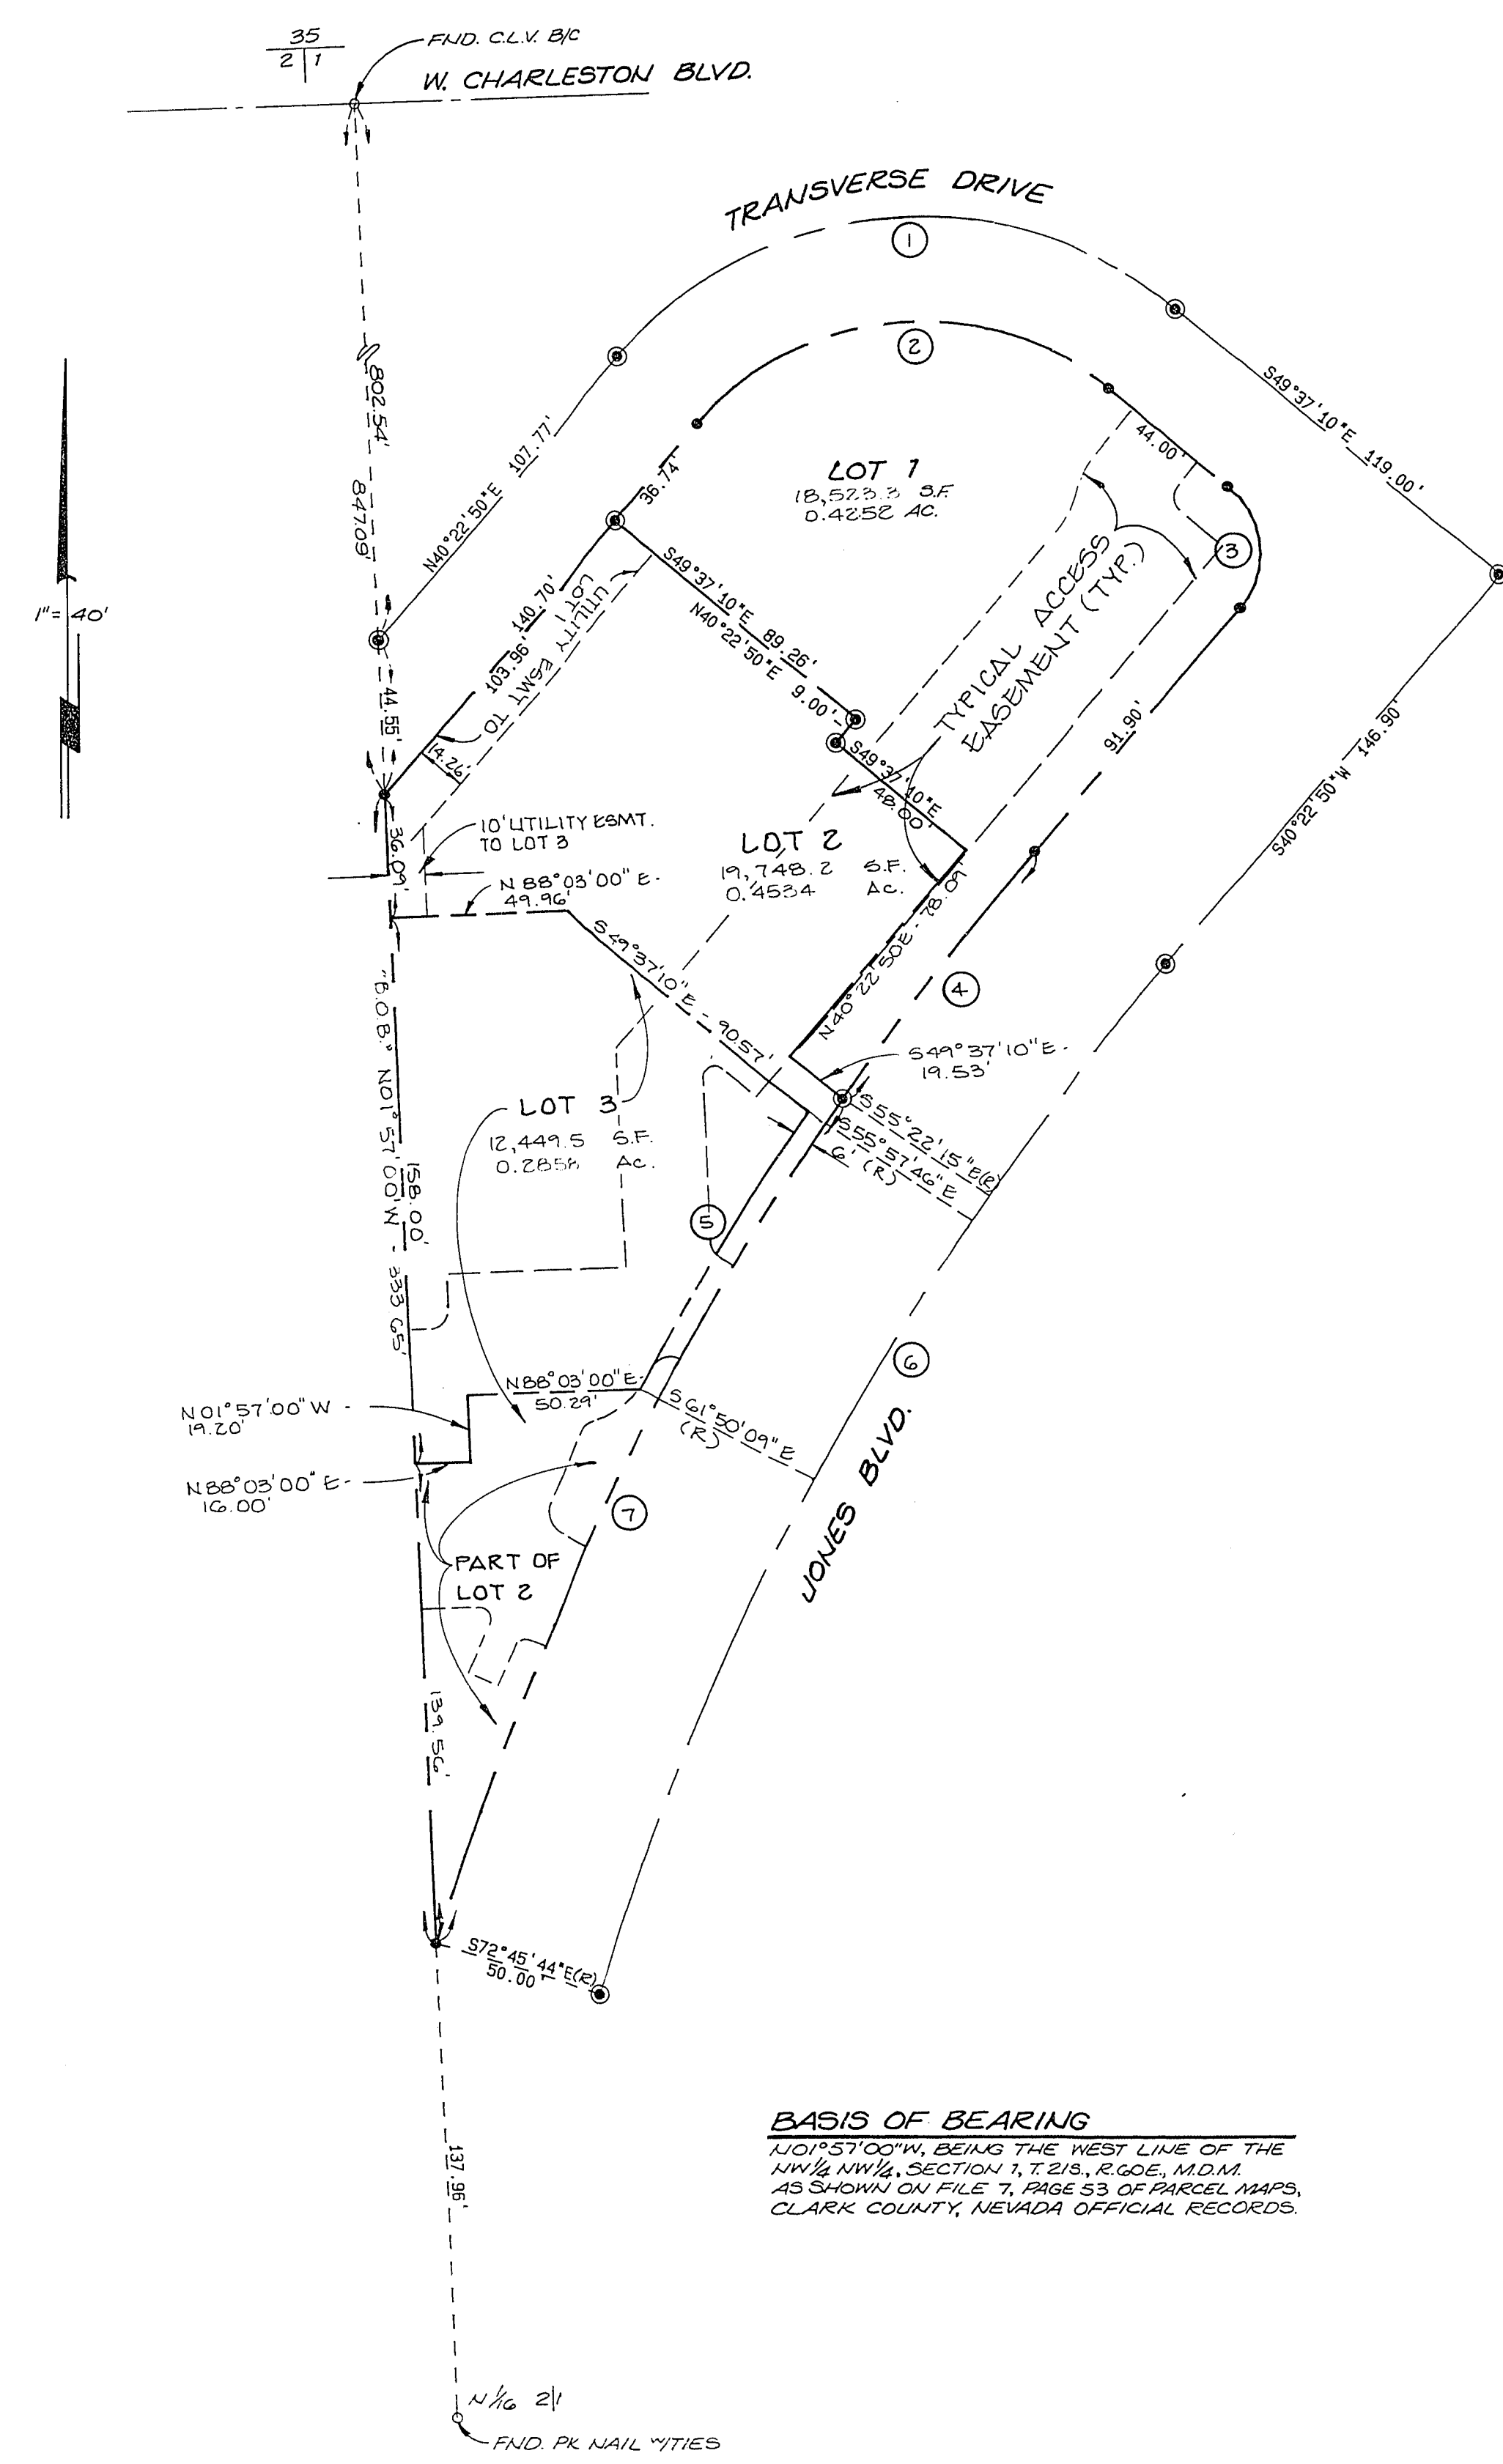 35
2 | 1
FND. C.L.V. B/C
W. CHARLESTON BLVD.
TRANSVERSE DRIVE
1
2
802.54'
847.09'
N40°22'50"E 107.77'
S49°37'10"E 119.00'
44.00'
36.74'
LOT 1
18,523.3 S.F.
0.4252 AC.
3
1"= 40'
140.70'
103.96'
UTILITY ESMT TO
LOT 1
S49°37'10"E 89.26'
N40°22'50"E 9.00'
TYPICAL ACCESS
EASEMENT (TYP.)
44.55'
14.26'
S49°37'10"E
48.00'
91.90'
S40°22'50"W 146.90'
36.09'
10' UTILITY ESMT.
TO LOT 3
LOT 2
19,748.2 S.F.
0.4534 AC.
N 88°03'00" E-
49.96'
N40°22'50E - 78.09'
S49°37'10"E - 90.57'
4
S49°37'10"E-
19.53'
"B.O.B." N01°57'00"W - 333.65'
158.00'
LOT 3
12,449.5 S.F.
0.2858 AC.
S55°22'15"E(R)
S55°57'46"E
6' (R)
5
6
N88°03'00"E-
50.29'
N01°57'00"W -
19.20'
S61°50'09"E
(R)
N88°03'00"E-
16.00'
7
JONES BLVD.
PART OF
LOT 2
139.56'
S72°45'44"E(R)
50.00'
137.96'
BASIS OF BEARING
N01°57'00"W, BEING THE WEST LINE OF THE
NW¼ NW¼, SECTION 1, T.21S., R.60E., M.D.M.
AS SHOWN ON FILE 7, PAGE 53 OF PARCEL MAPS,
CLARK COUNTY, NEVADA OFFICIAL RECORDS.
N 1/16 2|1
FND. PK NAIL W/TIES